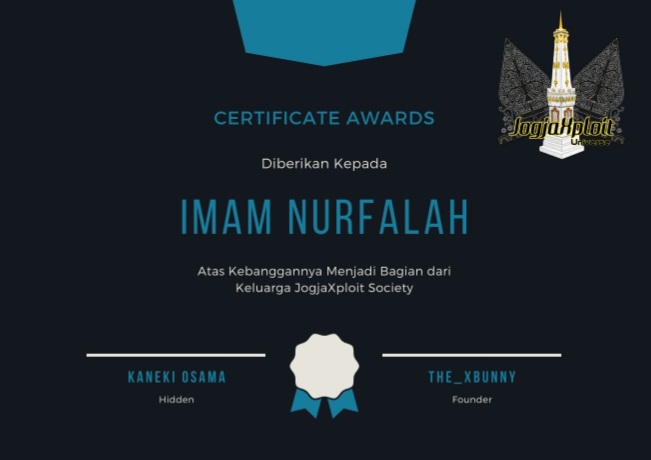 JogjaXploit
Universe
CERTIFICATE AWARDS
Diberikan Kepada
IMAM NURFALAH
Atas Kebanggannya Menjadi Bagian dari
Keluarga JogjaXploit Society
KANEKI OSAMA
Hidden
THE_XBUNNY
Founder